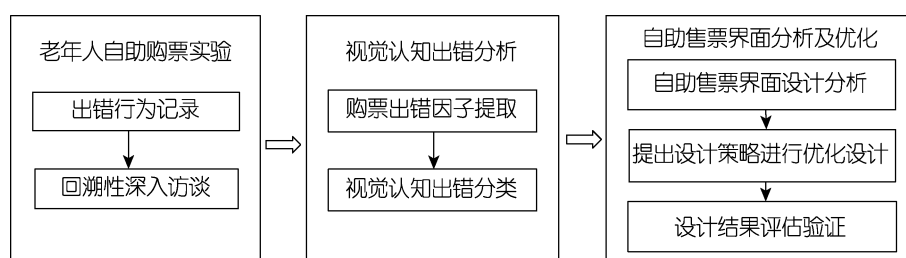 老年人自助购票实验
出错行为记录
回溯性深入访谈
视觉认知出错分析
购票出错因子提取
视觉认知出错分类
自助售票界面分析及优化
自助售票界面设计分析
提出设计策略进行优化设计
设计结果评估验证